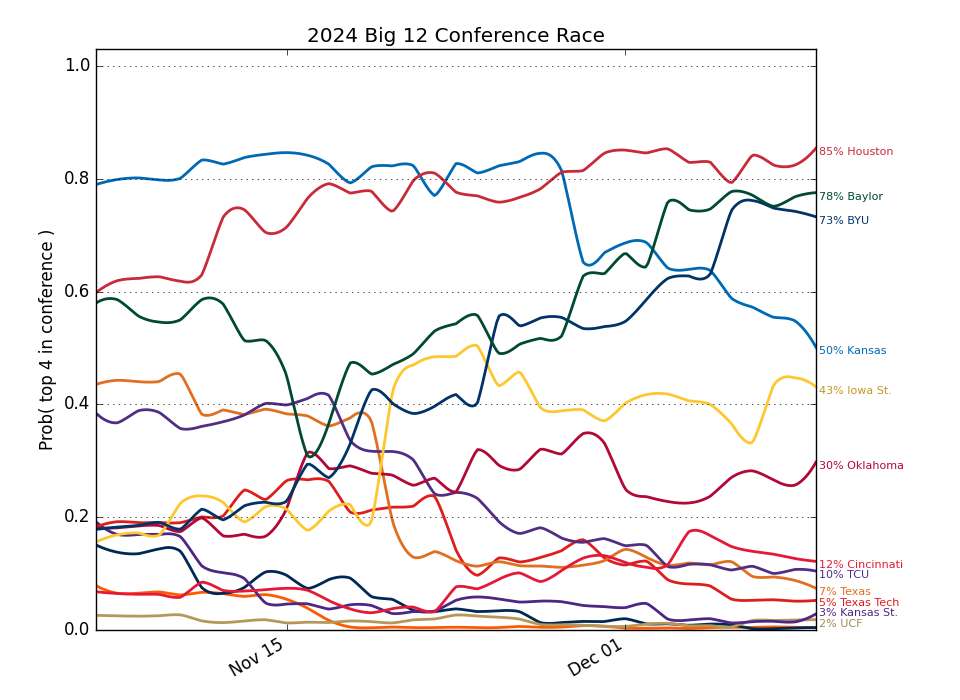 2024 Big 12 Conference Race
Prob( top 4 in conference )
1.0
0.8
0.6
0.4
0.2
0.0
Nov 15
Dec 01
85% Houston
78% Baylor
73% BYU
50% Kansas
43% Iowa St.
30% Oklahoma
12% Cincinnati
10% TCU
7% Texas
5% Texas Tech
3% Kansas St.
2% UCF